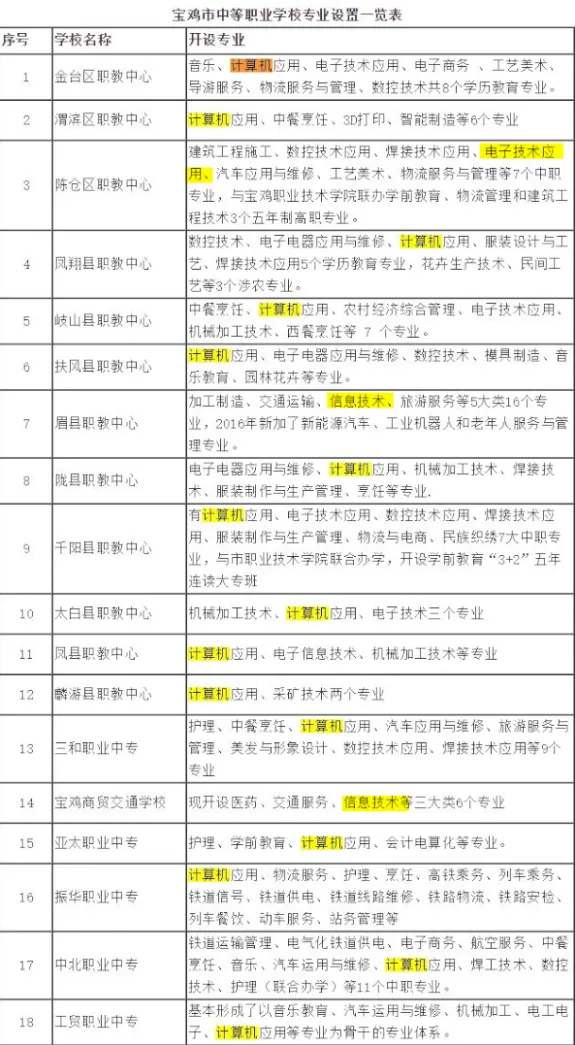 宝鸡市中等职业学校专业设置一览表
序号 学校名称 开设专业
1 金台区职教中心 音乐、计算机应用、电子技术应用、电子商务 、工艺美术、
导游服务、物流服务与管理、数控技术共8个学历教育专业。
2 渭滨区职教中心 计算机应用、中餐烹饪、3D打印、智能制造等6个专业
3 陈仓区职教中心 建筑工程施工、数控技术应用、焊接技术应用、电子技术应
用、汽车应用与维修、工艺美术、物流服务与管理等7个中职
专业，与宝鸡职业技术学院联办学前教育、物流管理和建筑工
程技术3个五年制高职专业。
4 凤翔县职教中心 数控技术、电子电器应用与维修、计算机应用、服装设计与工
艺、焊接技术应用5个学历教育专业，花卉生产技术、民间工
艺等3个涉农专业。
5 岐山县职教中心 中餐烹饪、计算机应用、农村经济综合管理、电子技术应用、
机械加工技术、西餐烹饪等 7 个专业。
6 扶风县职教中心 计算机应用、电子电器应用与维修、数控技术、模具制造、音
乐教育、园林花卉等专业。
7 眉县职教中心 加工制造、交通运输、信息技术、旅游服务等5大类16个专
业，2016年新加了新能源汽车、工业机器人和老年人服务与管
理专业。
8 陇县职教中心 电子电器应用与维修、计算机应用、机械加工技术、焊接技
术、服装制作与生产管理、烹饪等专业.
9 千阳县职教中心 有计算机应用、电子技术应用、数控技术应用、焊接技术应
用、服装制作与生产管理、物流与电商、民族织绣7大中职专
业，与市职业技术学院联合办学，开设学前教育“3+2”五年
连读大专班
10 太白县职教中心 机械加工技术、计算机应用、电子技术三个专业
11 凤县职教中心 计算机应用、电子信息技术、机械加工技术等专业
12 麟游县职教中心 计算机应用、采矿技术两个专业
13 三和职业中专 护理、中餐烹饪、计算机应用、汽车应用与维修、旅游服务与
管理、美发与形象设计、数控技术应用、焊接技术应用等9个
专业
14 宝鸡商贸交通学校 现开设医药、交通服务、信息技术等三大类6个专业
15 亚太职业中专 护理、学前教育、计算机应用、会计电算化等专业。
16 振华职业中专 计算机应用、物流服务、护理、烹饪、高铁乘务、列车乘务、
铁道信号、铁道供电、铁道线路维修、铁路物流、铁路安检、
列车餐饮、动车服务、站务管理等
17 中北职业中专 铁道运输管理、电气化铁道供电、电子商务、航空服务、中餐
烹饪、音乐、汽车运用与维修、计算机应用、焊工技术、数控
技术、护理（联合办学）等11个中职专业。
18 工贸职业中专 基本形成了以音乐教育、汽车运用与维修、机械加工、电工电
子、计算机应用等专业为骨干的专业体系。